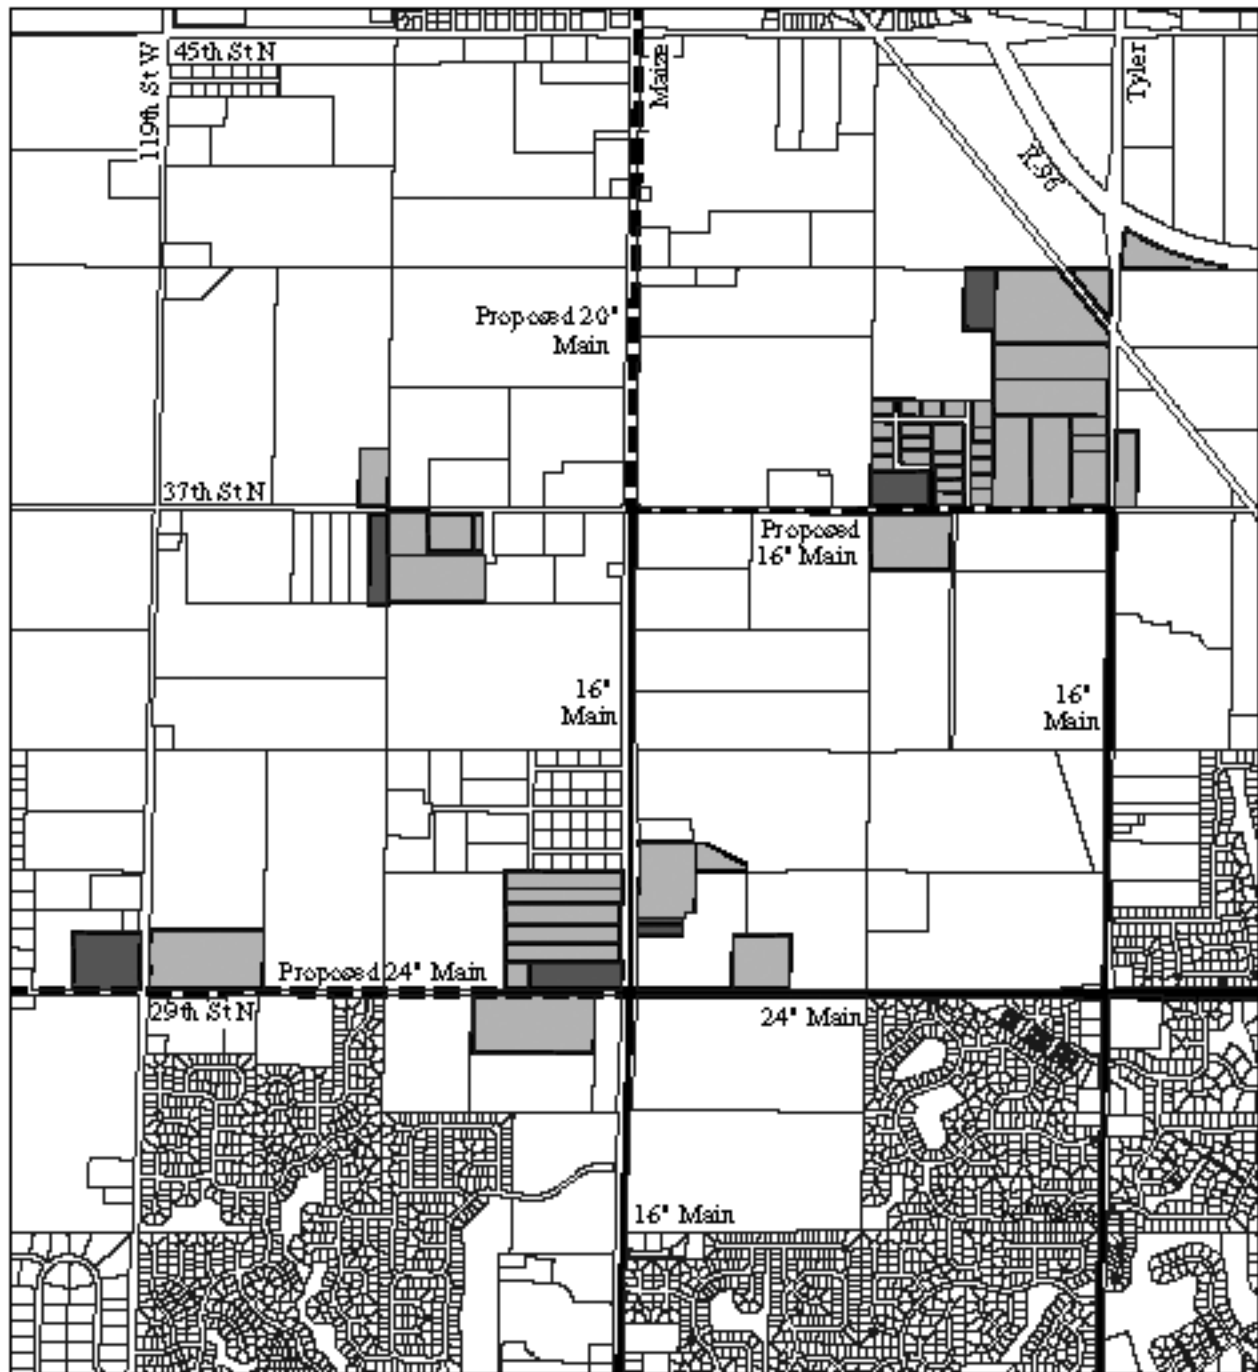 45th St N
119th St W
Maize
Tyler
K-96
Proposed 20"
Main
37th St N
Proposed
16" Main
16"
Main
16"
Main
Proposed 24" Main
29th St N
24" Main
16" Main